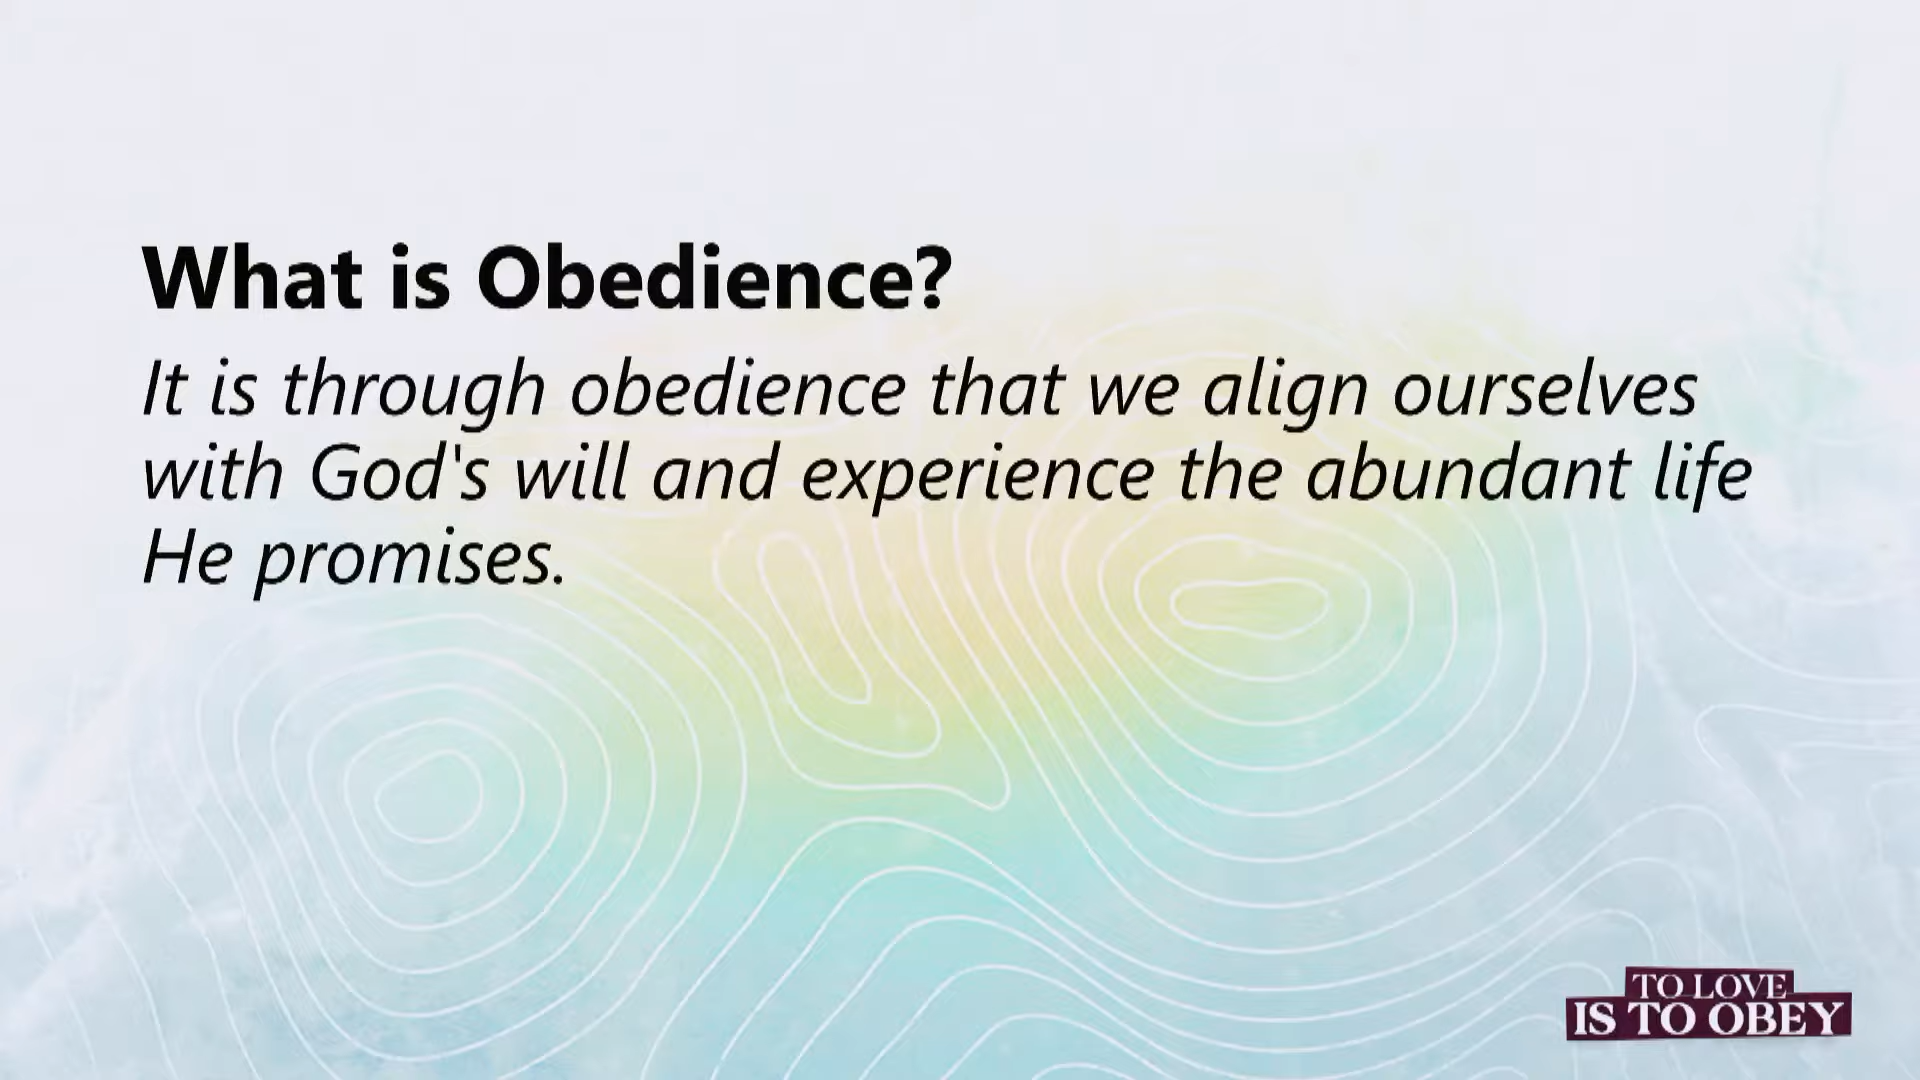 What is Obedience?
It is through obedience that we align ourselves
with God's will and experience the abundant life
He promises.
TO LOVE
IS TO OBEY